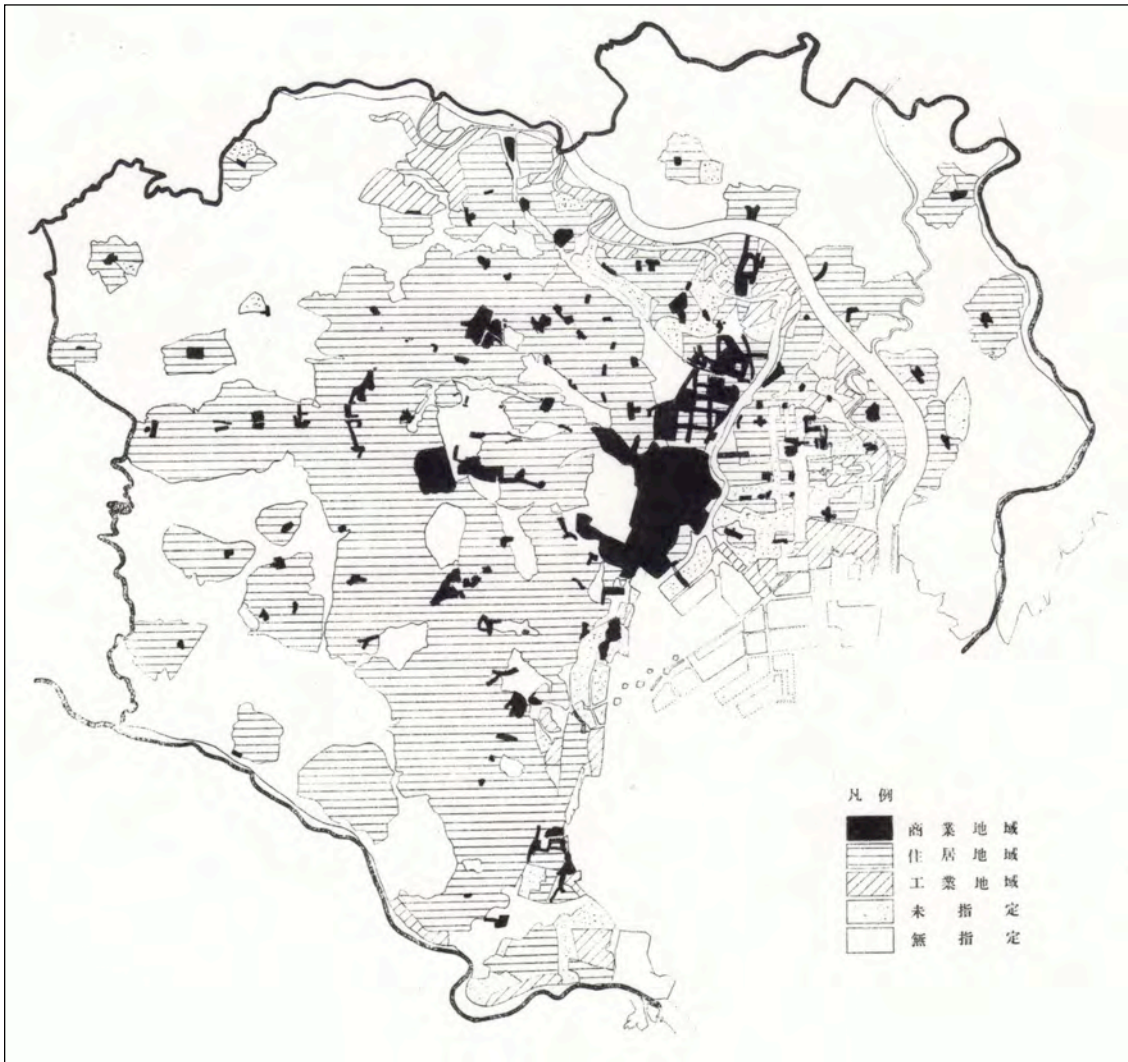 凡例
商業地域
住居地域
工業地域
未指定
無指定